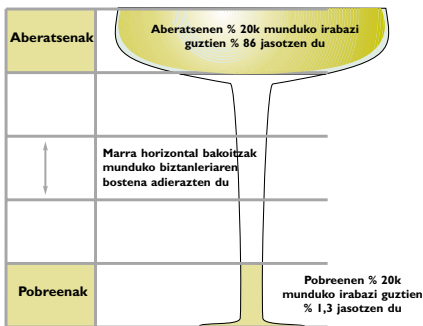 Aberatsenak
Aberatsenen % 20k munduko irabazi
guztien % 86 jasotzen du
Marra horizontal bakoitzak
munduko biztanleriaren
bostena adierazten du
Pobreenak
Pobreenen % 20k
munduko irabazi guztien
% 1,3 jasotzen du